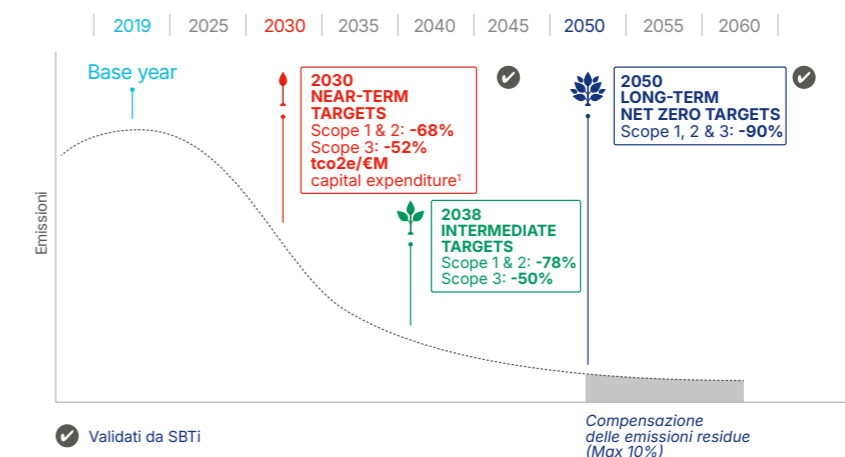 2019 2025 2030 2035 2040 2045 2050 2055 2060
Base year
2030
NEAR-TERM
TARGETS
Scope 1 & 2: -68%
Scope 3: -52%
tco2e/€M
capital expenditure¹
2050
LONG-TERM
NET ZERO TARGETS
Scope 1, 2 & 3: -90%
2038
INTERMEDIATE
TARGETS
Scope 1 & 2: -78%
Scope 3: -50%
Emissioni
Validati da SBTi
Compensazione
delle emissioni residue
(Max 10%)